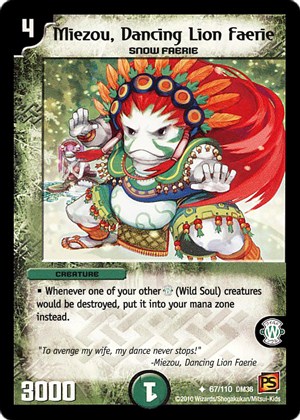 4
Miezou, Dancing Lion Faerie
SNOW FAERIE
CREATURE
▪ Whenever one of your other (Wild Soul) creatures
would be destroyed, put it into your mana zone
instead.
"To avenge my wife, my dance never stops!"
-Miezou, Dancing Lion Faerie
3000
1
✦ 67/110 DM36
©2010 Wizards/Shogakukan/Mitsui-Kids
PS